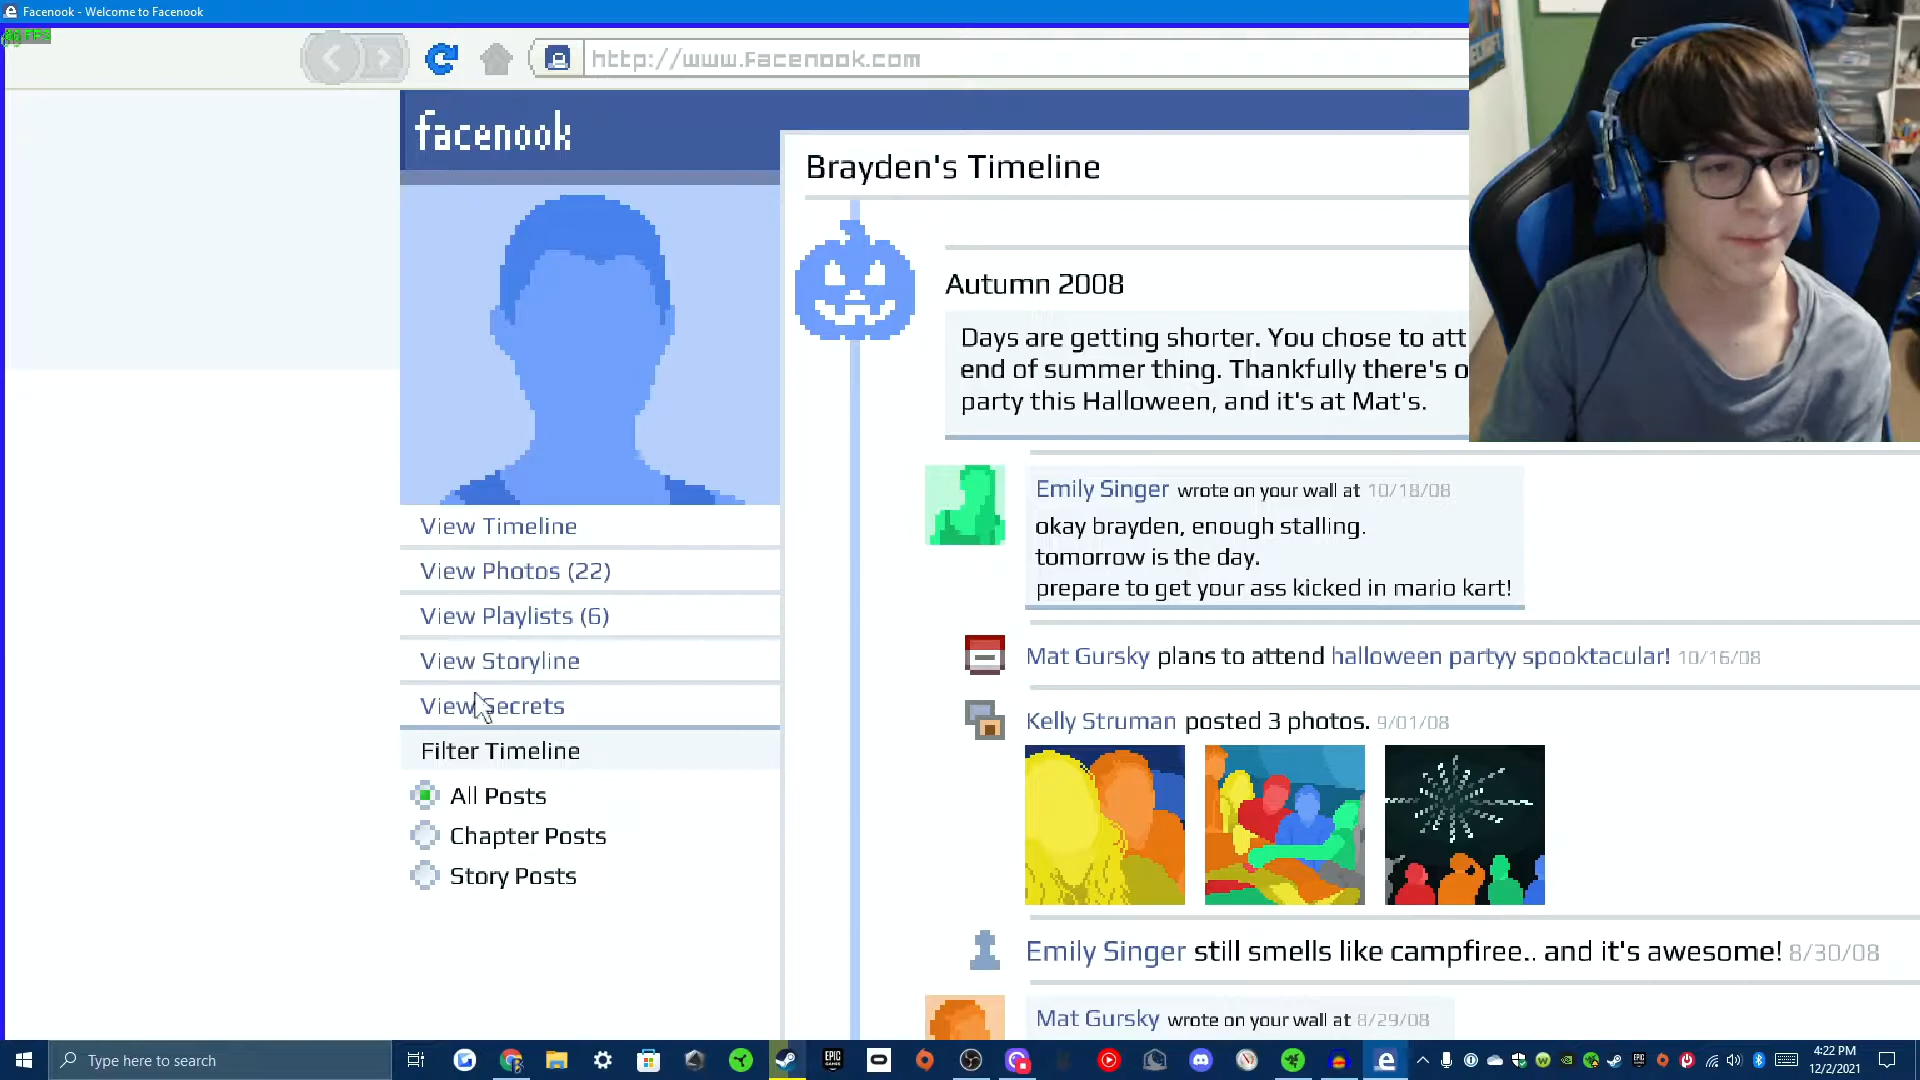 Facenook - Welcome to Facenook
http://www.Facenook.com
facenook
Brayden's Timeline
Autumn 2008
Days are getting shorter. You chose to att
end of summer thing. Thankfully there's o
party this Halloween, and it's at Mat's.
Emily Singer wrote on your wall at 10/18/08
okay brayden, enough stalling.
tomorrow is the day.
prepare to get your ass kicked in mario kart!
View Timeline
View Photos (22)
View Playlists (6)
View Storyline
View Secrets
Filter Timeline
All Posts
Chapter Posts
Story Posts
Mat Gursky plans to attend halloween partyy spooktacular! 10/16/08
Kelly Struman posted 3 photos. 9/01/08
Emily Singer still smells like campfiree.. and it's awesome! 8/30/08
Mat Gursky wrote on your wall at 8/29/08
Type here to search
EPIC GAMES
4:22 PM
12/2/2021